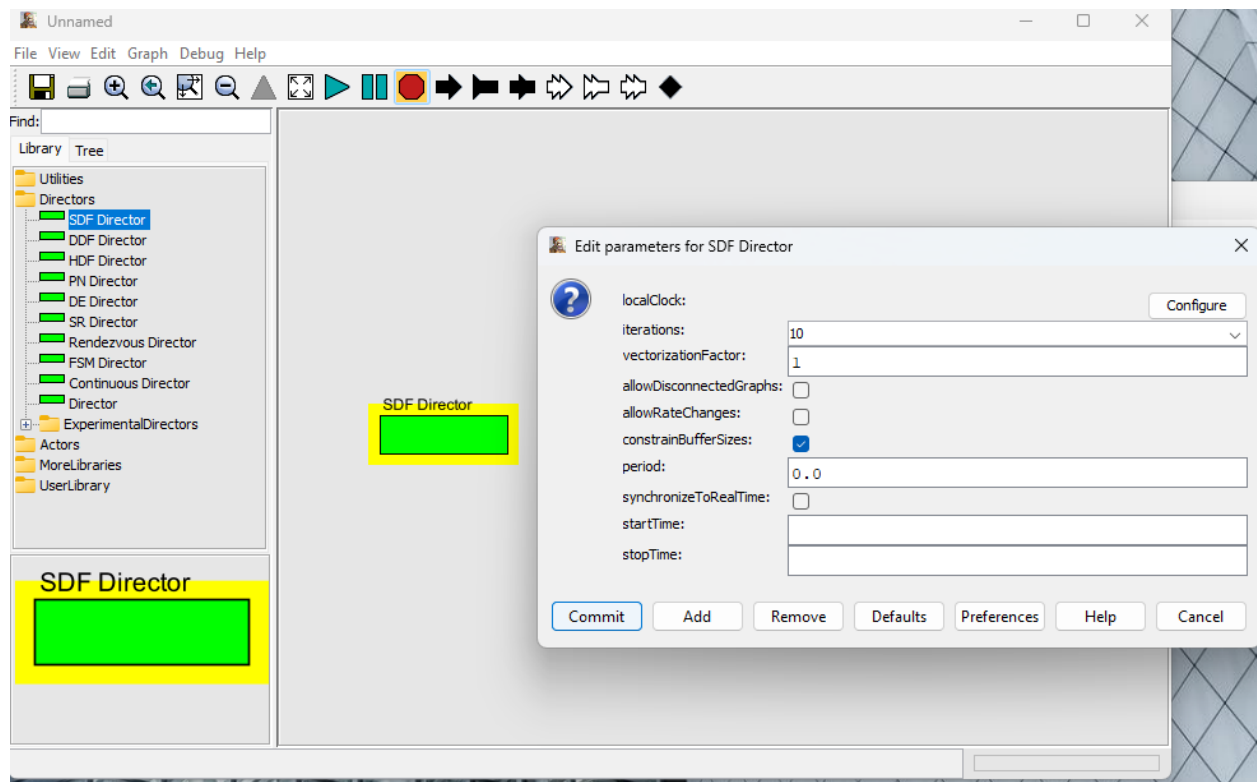 Unnamed
File View Edit Graph Debug Help
Find:
Library Tree
Utilities
Directors
SDF Director
DDF Director
HDF Director
PN Director
DE Director
SR Director
Rendezvous Director
FSM Director
Continuous Director
Director
ExperimentalDirectors
Actors
MoreLibraries
UserLibrary
SDF Director
SDF Director
Edit parameters for SDF Director
localClock: Configure
iterations: 10
vectorizationFactor: 1
allowDisconnectedGraphs:
allowRateChanges:
constrainBufferSizes:
period: 0.0
synchronizeToRealTime:
startTime:
stopTime:
Commit Add Remove Defaults Preferences Help Cancel